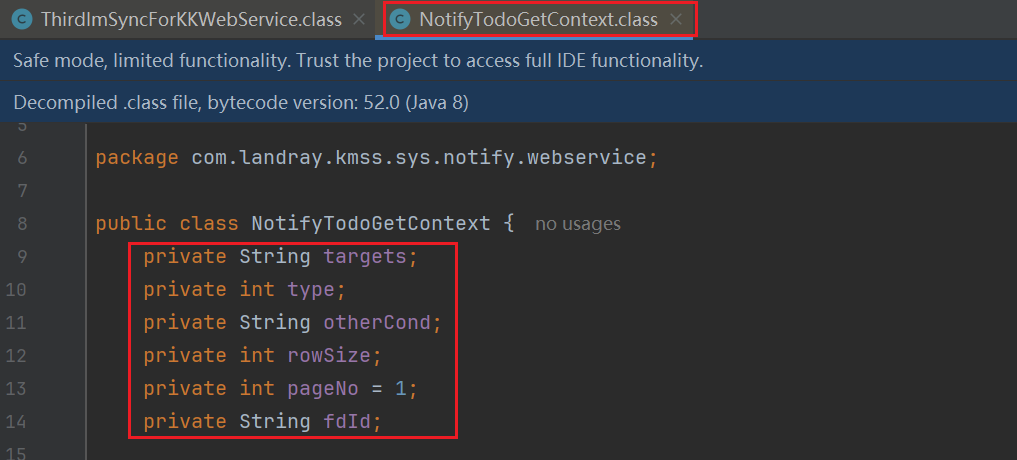 ThirdImSyncForKKWebService.class
NotifyTodoGetContext.class
Safe mode, limited functionality. Trust the project to access full IDE functionality.
Decompiled .class file, bytecode version: 52.0 (Java 8)
5
6 package com.landray.kmss.sys.notify.webservice;
7
8 public class NotifyTodoGetContext { no usages
9 private String targets;
10 private int type;
11 private String otherCond;
12 private int rowSize;
13 private int pageNo = 1;
14 private String fdId;
15